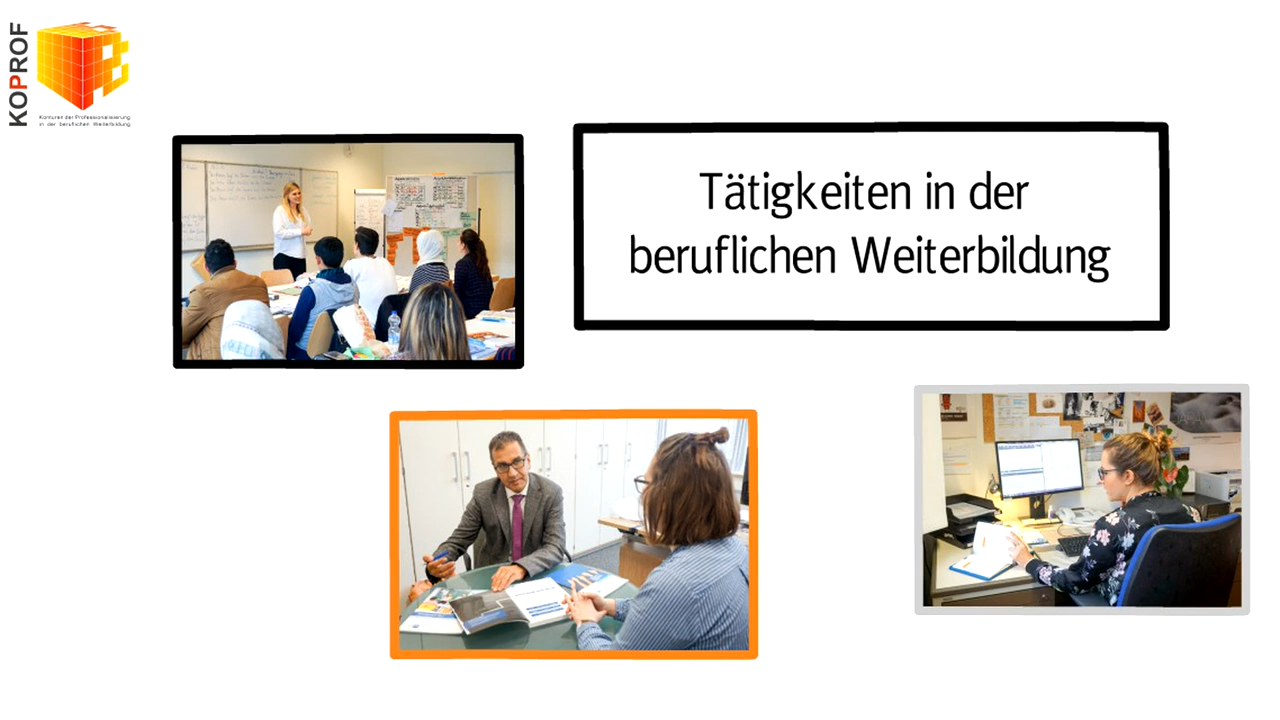 KOPROF
Konturen der Professionalisierung
in der beruflichen Weiterbildung
Tätigkeiten in der
beruflichen Weiterbildung